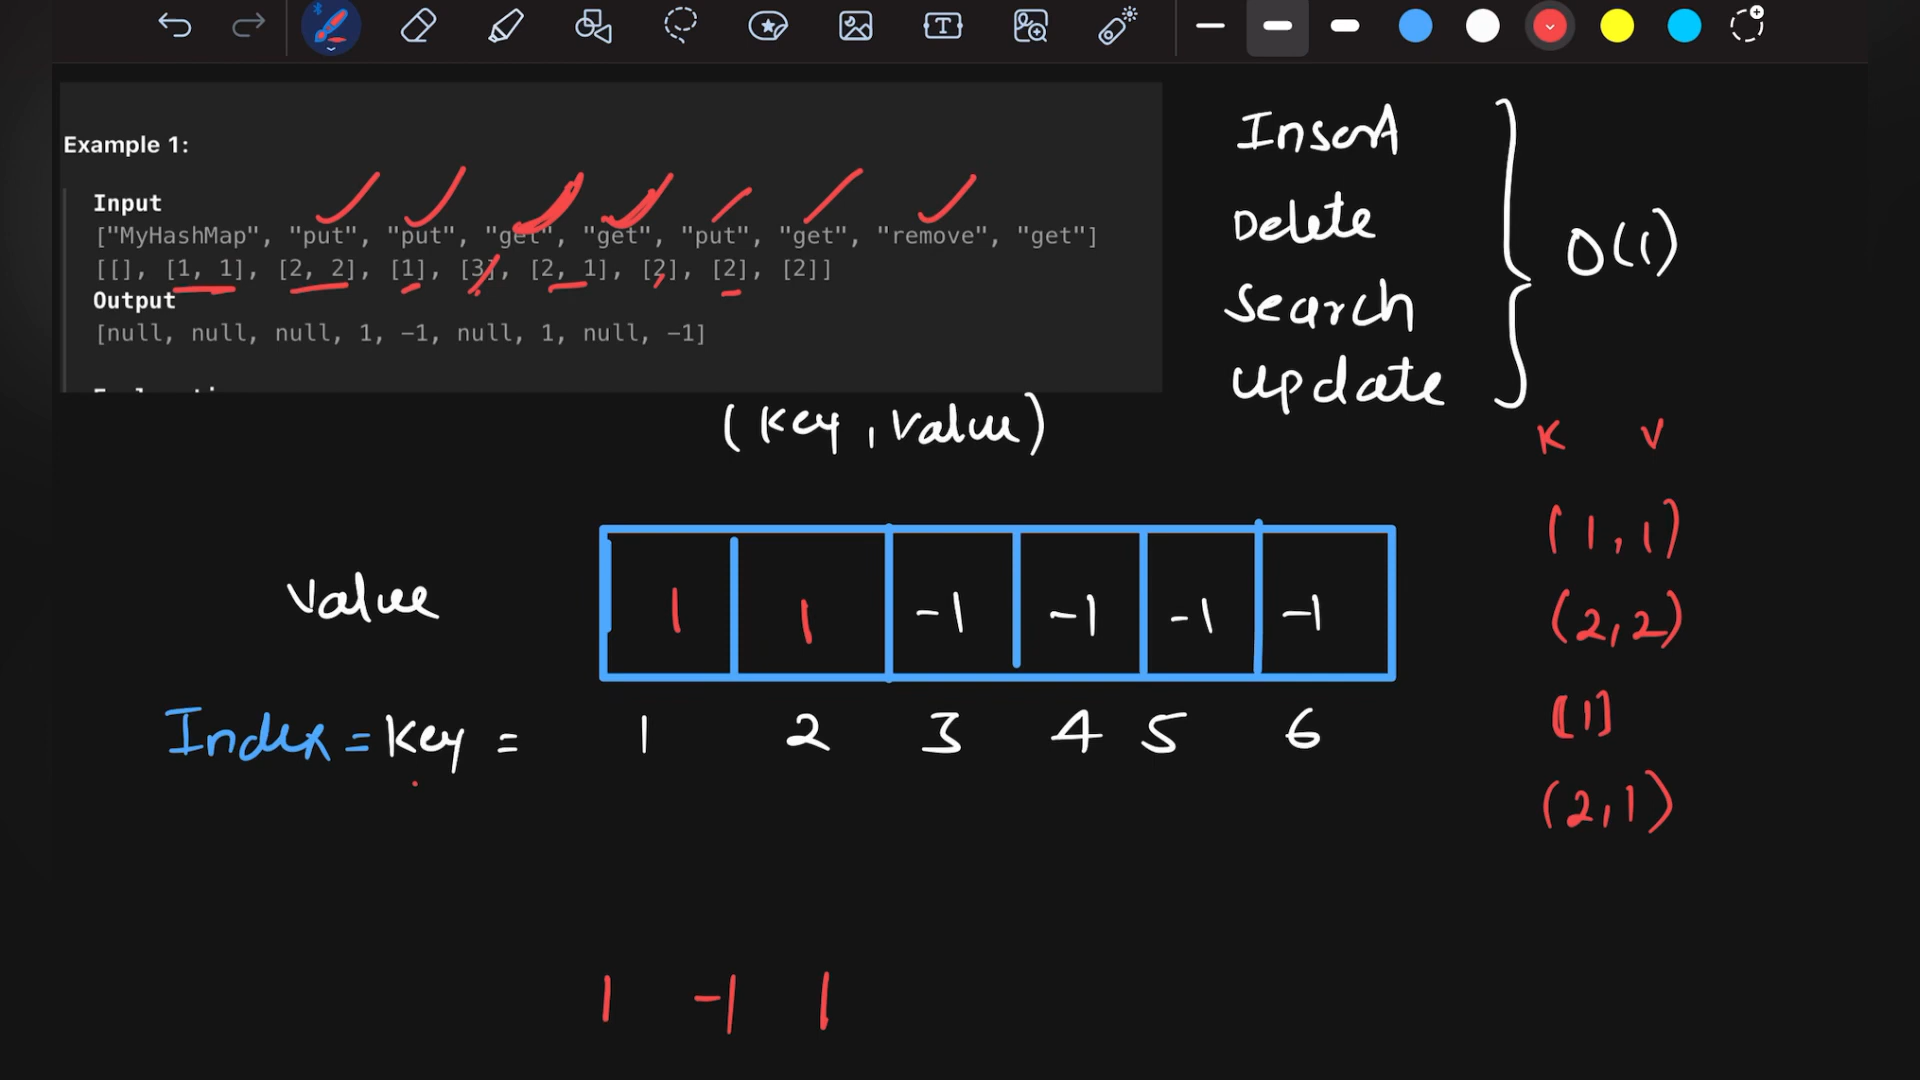 Example 1:
Input
["MyHashMap", "put", "put", "get", "get", "put", "get", "remove", "get"]
[[], [1, 1], [2, 2], [1], [3], [2, 1], [2], [2], [2]]
Output
[null, null, null, 1, -1, null, 1, null, -1]
Insert
Delete
Search
update
O(1)
(Key, Value)
K V
(1,1)
(2,2)
[1]
(2,1)
Value 1 1 -1 -1 -1 -1
Index = Key = 1 2 3 4 5 6
1 -1 1